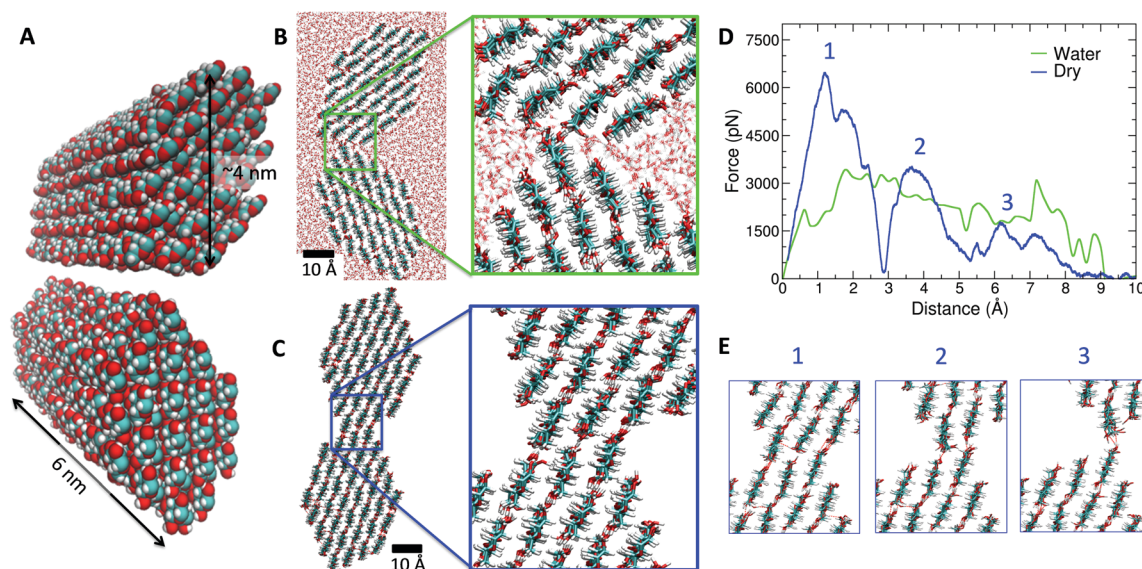 A
~4 nm
6 nm
B
10 Å
C
10 Å
D
7500
6000
4500
3000
1500
0
Force (pN)
1
2
3
Water
Dry
0 1 2 3 4 5 6 7 8 9 10
Distance (Å)
E
1 2 3